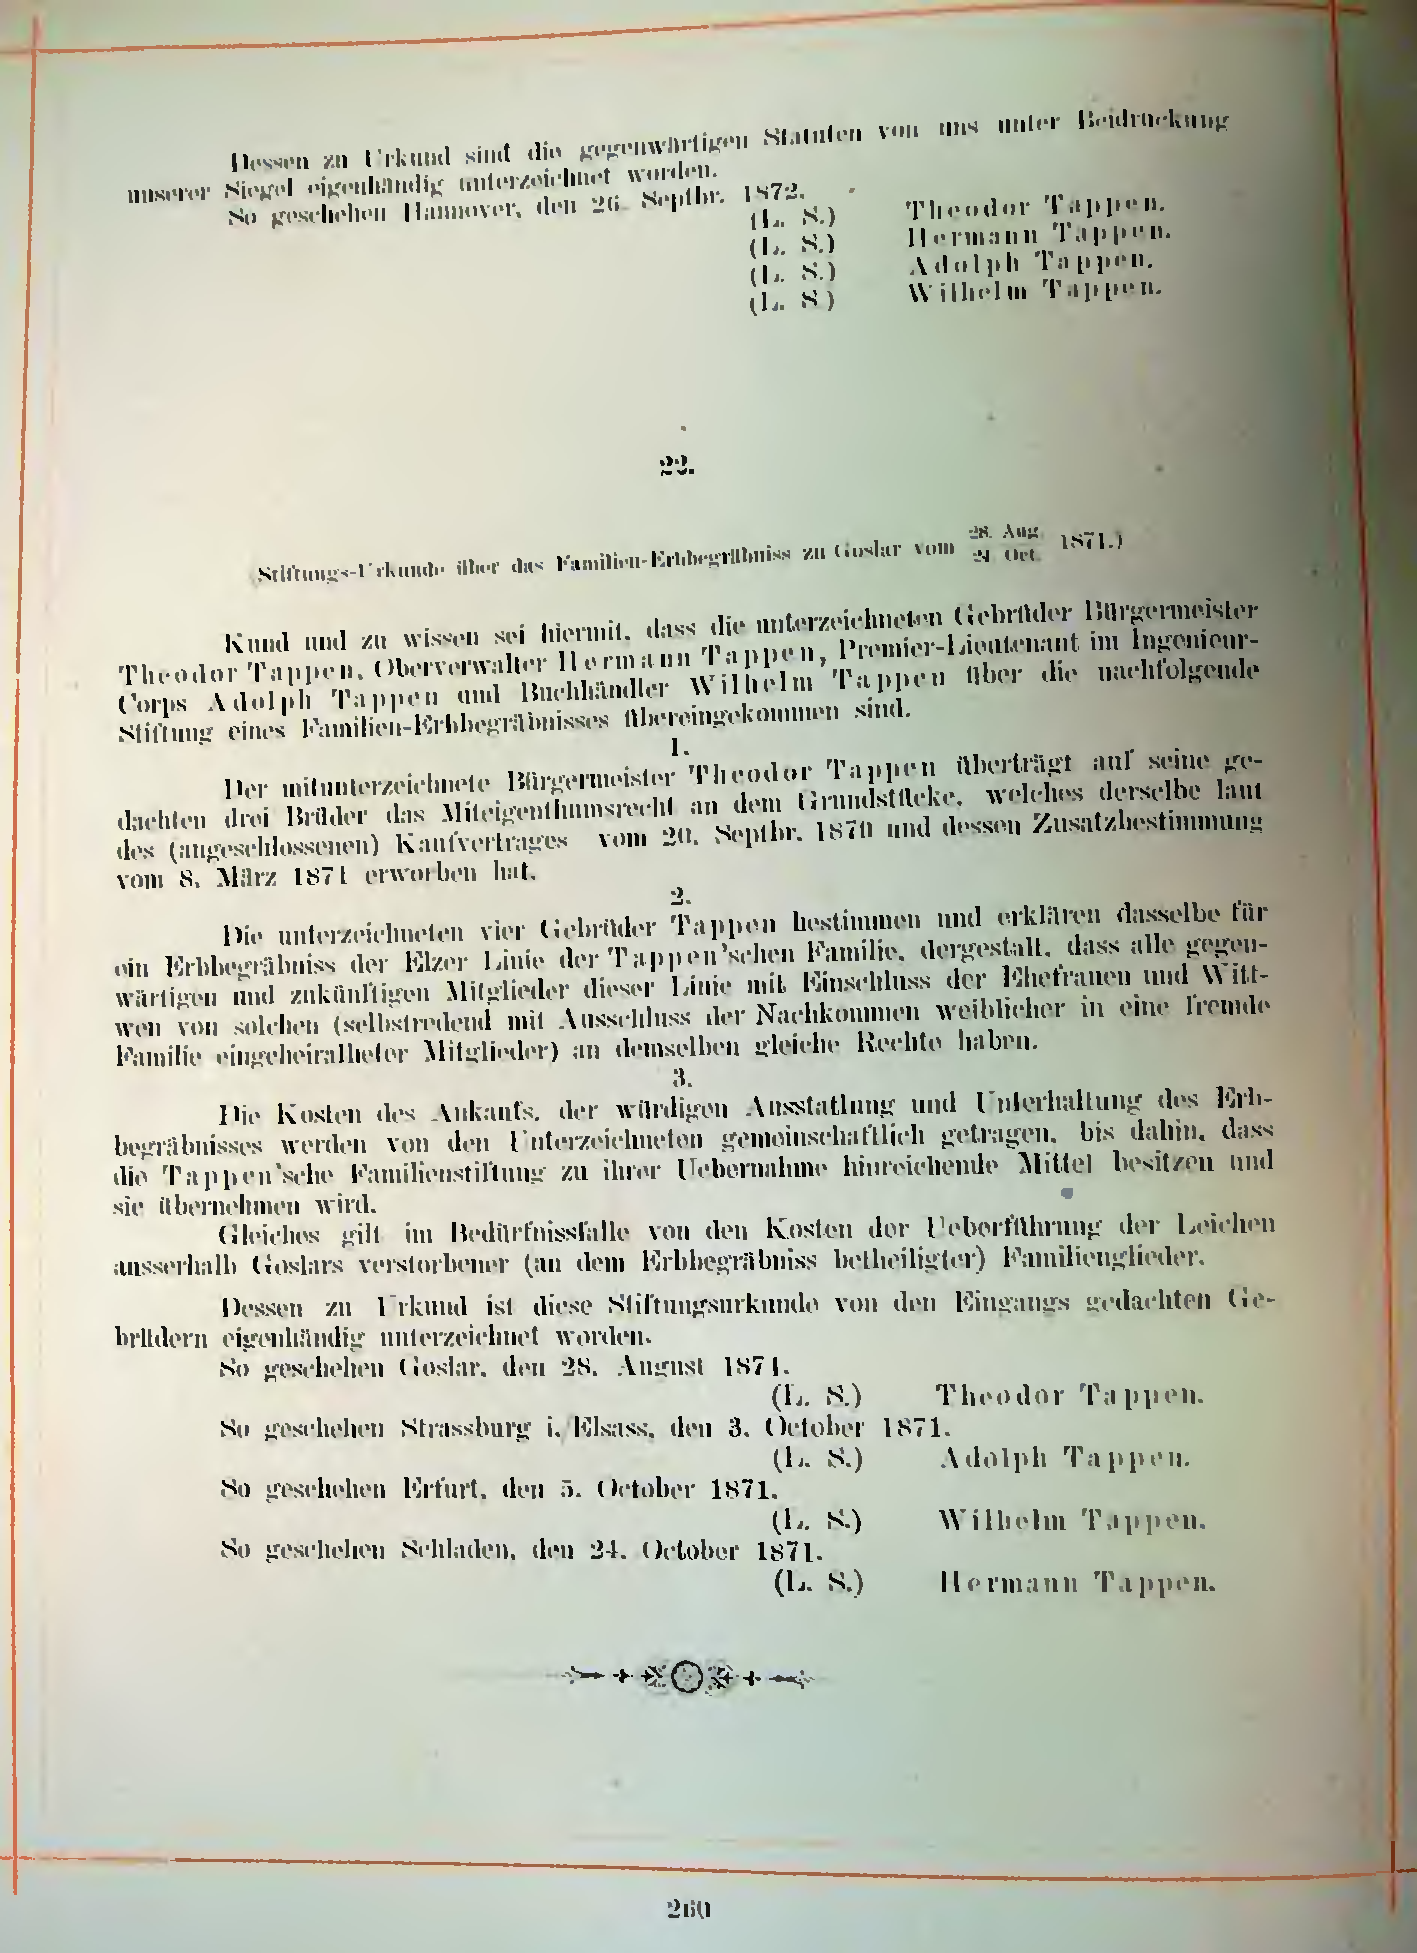 Dessen zu Urkund sind die gegenwärtigen Statuten von uns unter Beidruckung
unserer Siegel eigenhändig unterzeichnet worden.
So geschehen Hannover, den 26. Septbr. 1872.
(L. S.) Theodor Tappen.
(L. S.) Hermann Tappen.
(L. S.) Adolph Tappen.
(L. S) Wilhelm Tappen.
22.
(Stiftungs-Urkunde über das Familien-Erbbegräbniss zu Goslar vom 28. Aug. / 24. Oct. 1871.)
Kund und zu wissen sei hiermit, dass die unterzeichneten Gebrüder Bürgermeister
Theodor Tappen, Oberverwalter Hermann Tappen, Premier-Lieutenant im Ingenieur-
Corps Adolph Tappen und Buchhändler Wilhelm Tappen über die nachfolgende
Stiftung eines Familien-Erbbegräbnisses übereingekommen sind.
1.
Der mitunterzeichnete Bürgermeister Theodor Tappen überträgt auf seine ge-
dachten drei Brüder das Miteigenthumsrecht an dem Grundstücke, welches derselbe laut
des (angeschlossenen) Kaufvertrages vom 20. Septbr. 1870 und dessen Zusatzbestimmung
vom 8. März 1871 erworben hat.
2.
Die unterzeichneten vier Gebrüder Tappen bestimmen und erklären dasselbe für
ein Erbbegräbniss der Elzer Linie der Tappen'schen Familie, dergestalt, dass alle gegen-
wärtigen und zukünftigen Mitglieder dieser Linie mit Einschluss der Ehefrauen und Witt-
wen von solchen (selbstredend mit Ausschluss der Nachkommen weiblicher in eine fremde
Familie eingeheiratheter Mitglieder) an demselben gleiche Rechte haben.
3.
Die Kosten des Ankaufs, der würdigen Ausstattung und Unterhaltung des Erb-
begräbnisses werden von den Unterzeichneten gemeinschaftlich getragen, bis dahin, dass
die Tappen'sche Familienstiftung zu ihrer Uebernahme hinreichende Mittel besitzen und
sie übernehmen wird.
Gleiches gilt im Bedürfnissfalle von den Kosten der Ueberführung der Leichen
ausserhalb Goslars verstorbener (an dem Erbbegräbniss betheiligter) Familienglieder.
Dessen zu Urkund ist diese Stiftungsurkunde von den Eingangs gedachten Ge-
brüdern eigenhändig unterzeichnet worden.
So geschehen Goslar, den 28. August 1871.
(L. S.) Theodor Tappen.
So geschehen Strassburg i. Elsass, den 3. October 1871.
(L. S.) Adolph Tappen.
So geschehen Erfurt, den 5. October 1871.
(L. S.) Wilhelm Tappen.
So geschehen Schladen, den 24. October 1871.
(L. S.) Hermann Tappen.
260